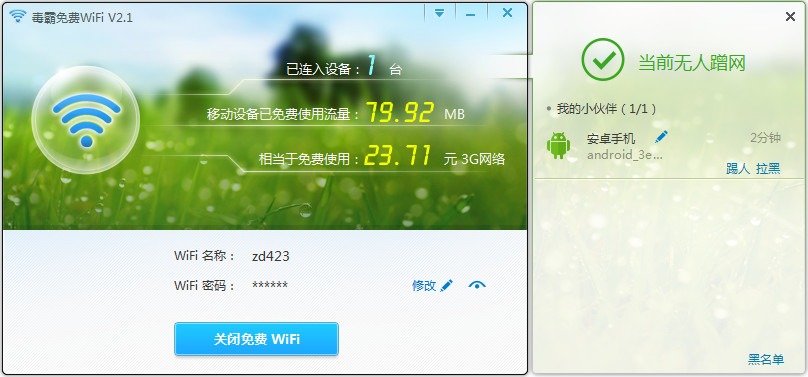 毒霸免费WiFi V2.1
已连入设备：1 台
移动设备已免费使用流量：79.92 MB
相当于免费使用：23.71 元 3G网络
WiFi 名称： zd423
WiFi 密码： ******
修改
关闭免费 WiFi
当前无人蹭网
我的小伙伴（1/1）
安卓手机 2分钟
android_3e...
踢人 拉黑
黑名单